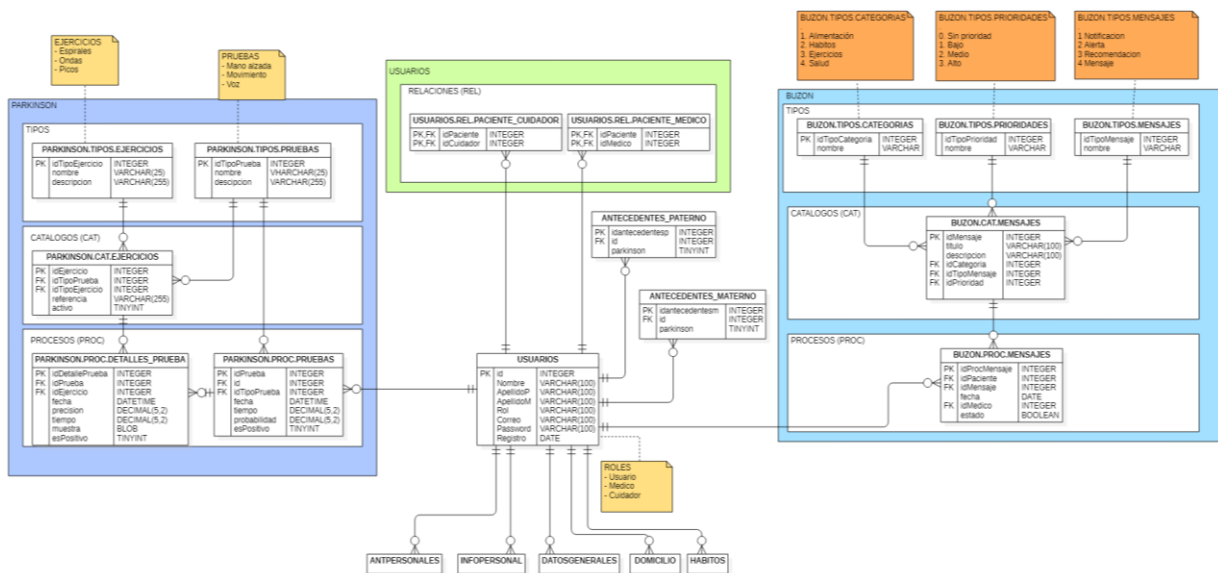 EJERCICIOS
- Espirales
- Ondas
- Picos
PRUEBAS
- Mano alzada
- Movimiento
- Voz
PARKINSON
TIPOS
PARKINSON.TIPOS.EJERCICIOS
PK idTipoEjercicio INTEGER
nombre VARCHAR(25)
descripcion VARCHAR(255)
PARKINSON.TIPOS.PRUEBAS
PK idTipoPrueba INTEGER
nombre VHARCHAR(25)
descipcion VARCHAR(255)
CATALOGOS (CAT)
PARKINSON.CAT.EJERCICIOS
PK idEjercicio INTEGER
FK idTipoPrueba INTEGER
FK idTipoEjercicio INTEGER
referencia VARCHAR(255)
activo TINYINT
PROCESOS (PROC)
PARKINSON.PROC.DETALLES_PRUEBA
PK idDetallePrueba INTEGER
FK idPrueba INTEGER
FK idEjercicio INTEGER
fecha DATETIME
precision DECIMAL(5,2)
tiempo DECIMAL(5,2)
muestra BLOB
esPositivo TINYINT
PARKINSON.PROC.PRUEBAS
PK idPrueba INTEGER
FK id INTEGER
FK idTipoPrueba INTEGER
fecha DATETIME
tiempo DECIMAL(5,2)
probabilidad DECIMAL(5,2)
esPositivo TINYINT
USUARIOS
RELACIONES (REL)
USUARIOS.REL.PACIENTE_CUIDADOR
PK,FK idPaciente INTEGER
PK,FK idCuidador INTEGER
USUARIOS.REL.PACIENTE_MEDICO
PK,FK idPaciente INTEGER
PK,FK idMedico INTEGER
ANTECEDENTES_PATERNO
PK idantecedentesp INTEGER
FK id INTEGER
parkinson TINYINT
ANTECEDENTES_MATERNO
PK idantecedentesm INTEGER
FK id INTEGER
parkinson TINYINT
USUARIOS
PK id INTEGER
Nombre VARCHAR(100)
ApellidoP VARCHAR(100)
ApellidoM VARCHAR(100)
Rol VARCHAR(100)
Correo VARCHAR(100)
Password VARCHAR(100)
Registro DATE
ROLES
- Usuario
- Medico
- Cuidador
ANTPERSONALES
INFOPERSONAL
DATOSGENERALES
DOMICILIO
HABITOS
BUZON.TIPOS.CATEGORIAS
1. Alimentación
2. Habitos
3. Ejercicios
4. Salud
BUZON.TIPOS.PRIORIDADES
0. Sin prioridad
1. Bajo
2. Medio
3. Alto
BUZON.TIPOS.MENSAJES
1 Notificacion
2 Alerta
3 Recomendacion
4 Mensaje
BUZON
TIPOS
BUZON.TIPOS.CATEGORIAS
PK idTipoCategoria INTEGER
nombre VARCHAR
BUZON.TIPOS.PRIORIDADES
PK idTipoPrioridad INTEGER
nombre VARCHAR
BUZON.TIPOS.MENSAJES
PK idTipoMensaje INTEGER
nombre VARCHAR
CATALOGOS (CAT)
BUZON.CAT.MENSAJES
PK idMensaje INTEGER
titulo VARCHAR(100)
descripcion VARCHAR(100)
FK idCategoria INTEGER
FK idTipoMensaje INTEGER
FK idPrioridad INTEGER
PROCESOS (PROC)
BUZON.PROC.MENSAJES
PK idProcMensaje INTEGER
FK idPaciente INTEGER
FK idMensaje INTEGER
fecha DATE
FK idMedico INTEGER
estado BOOLEAN